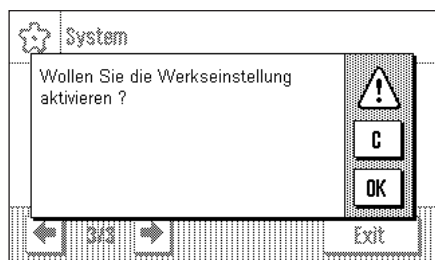 System
Wollen Sie die Werkseinstellung
aktivieren ?
C
OK
3/3
Exit